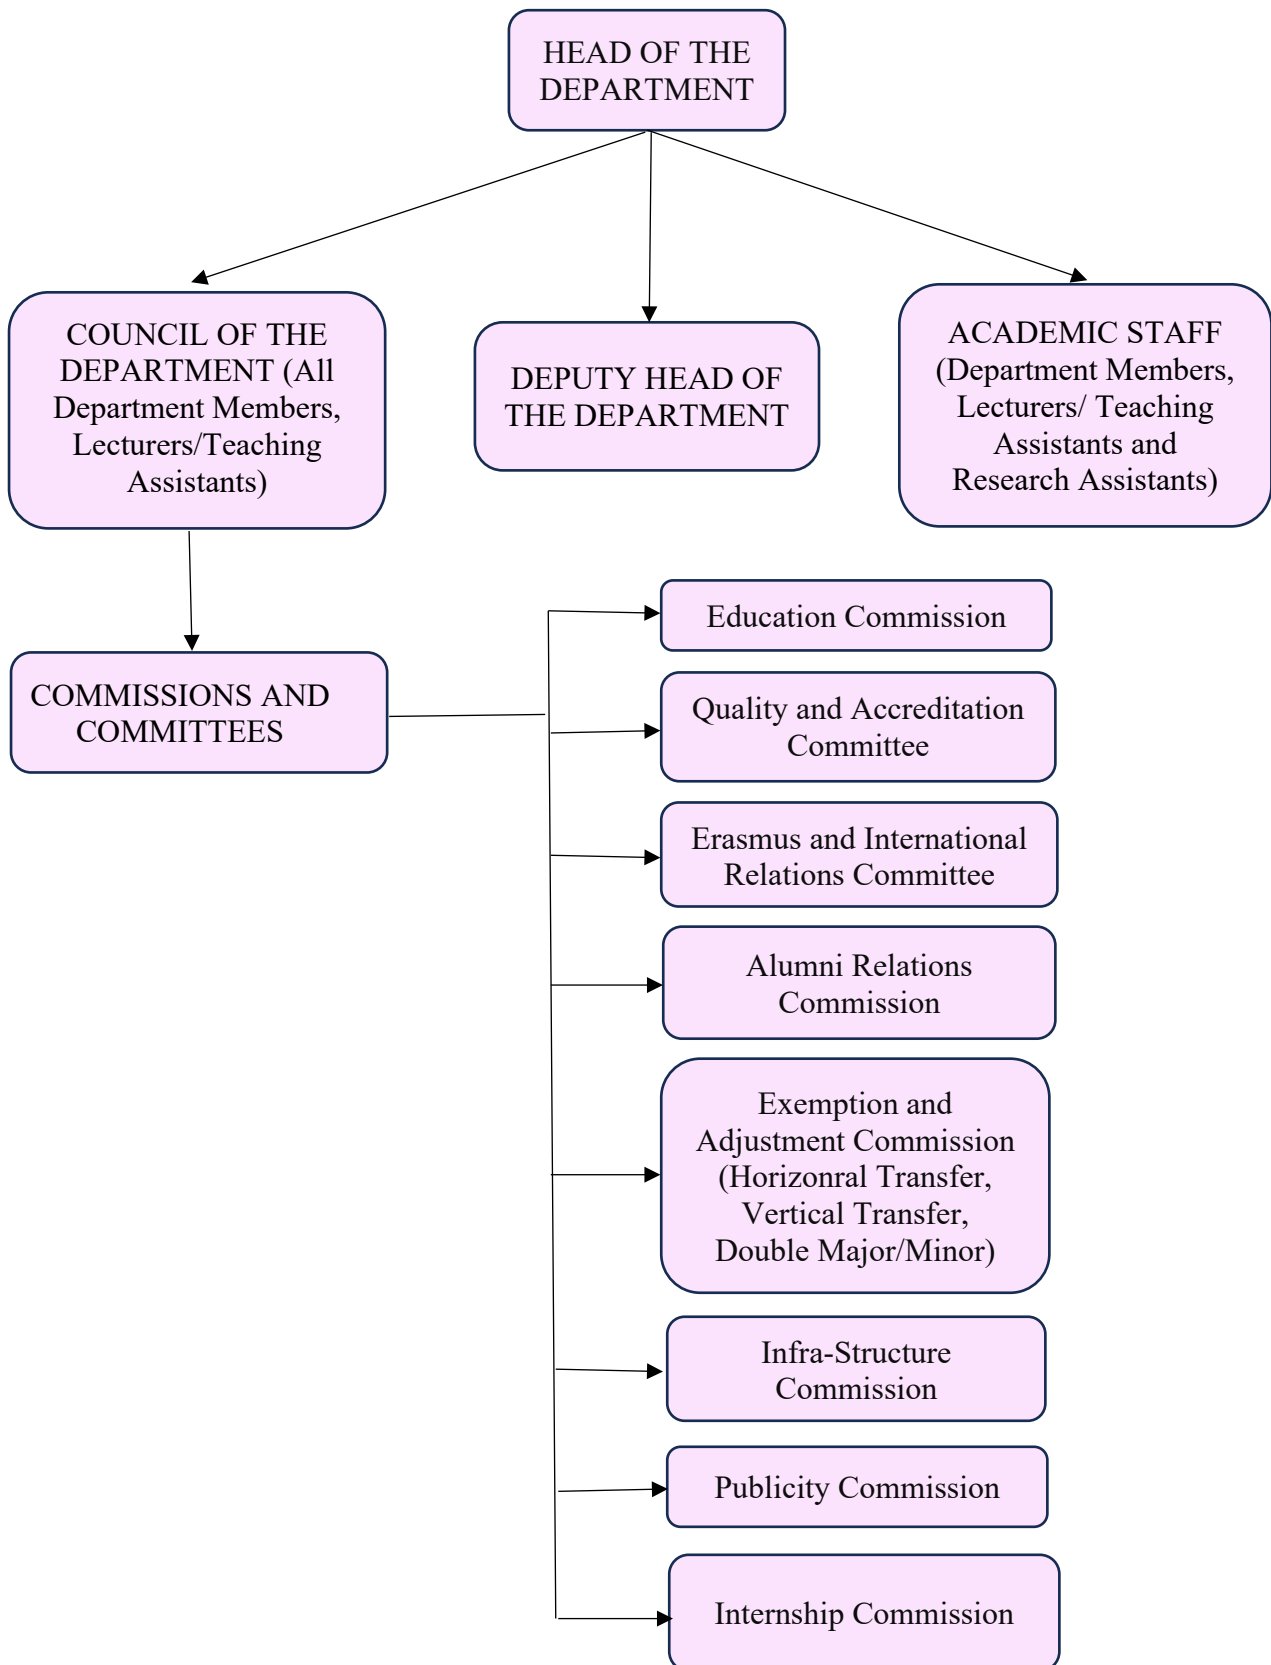 HEAD OF THE
DEPARTMENT
COUNCIL OF THE
DEPARTMENT (All
Department Members,
Lecturers/Teaching
Assistants)
DEPUTY HEAD OF
THE DEPARTMENT
ACADEMIC STAFF
(Department Members,
Lecturers/ Teaching
Assistants and
Research Assistants)
COMMISSIONS AND
COMMITTEES
Education Commission
Quality and Accreditation
Committee
Erasmus and International
Relations Committee
Alumni Relations
Commission
Exemption and
Adjustment Commission
(Horizonral Transfer,
Vertical Transfer,
Double Major/Minor)
Infra-Structure
Commission
Publicity Commission
Internship Commission